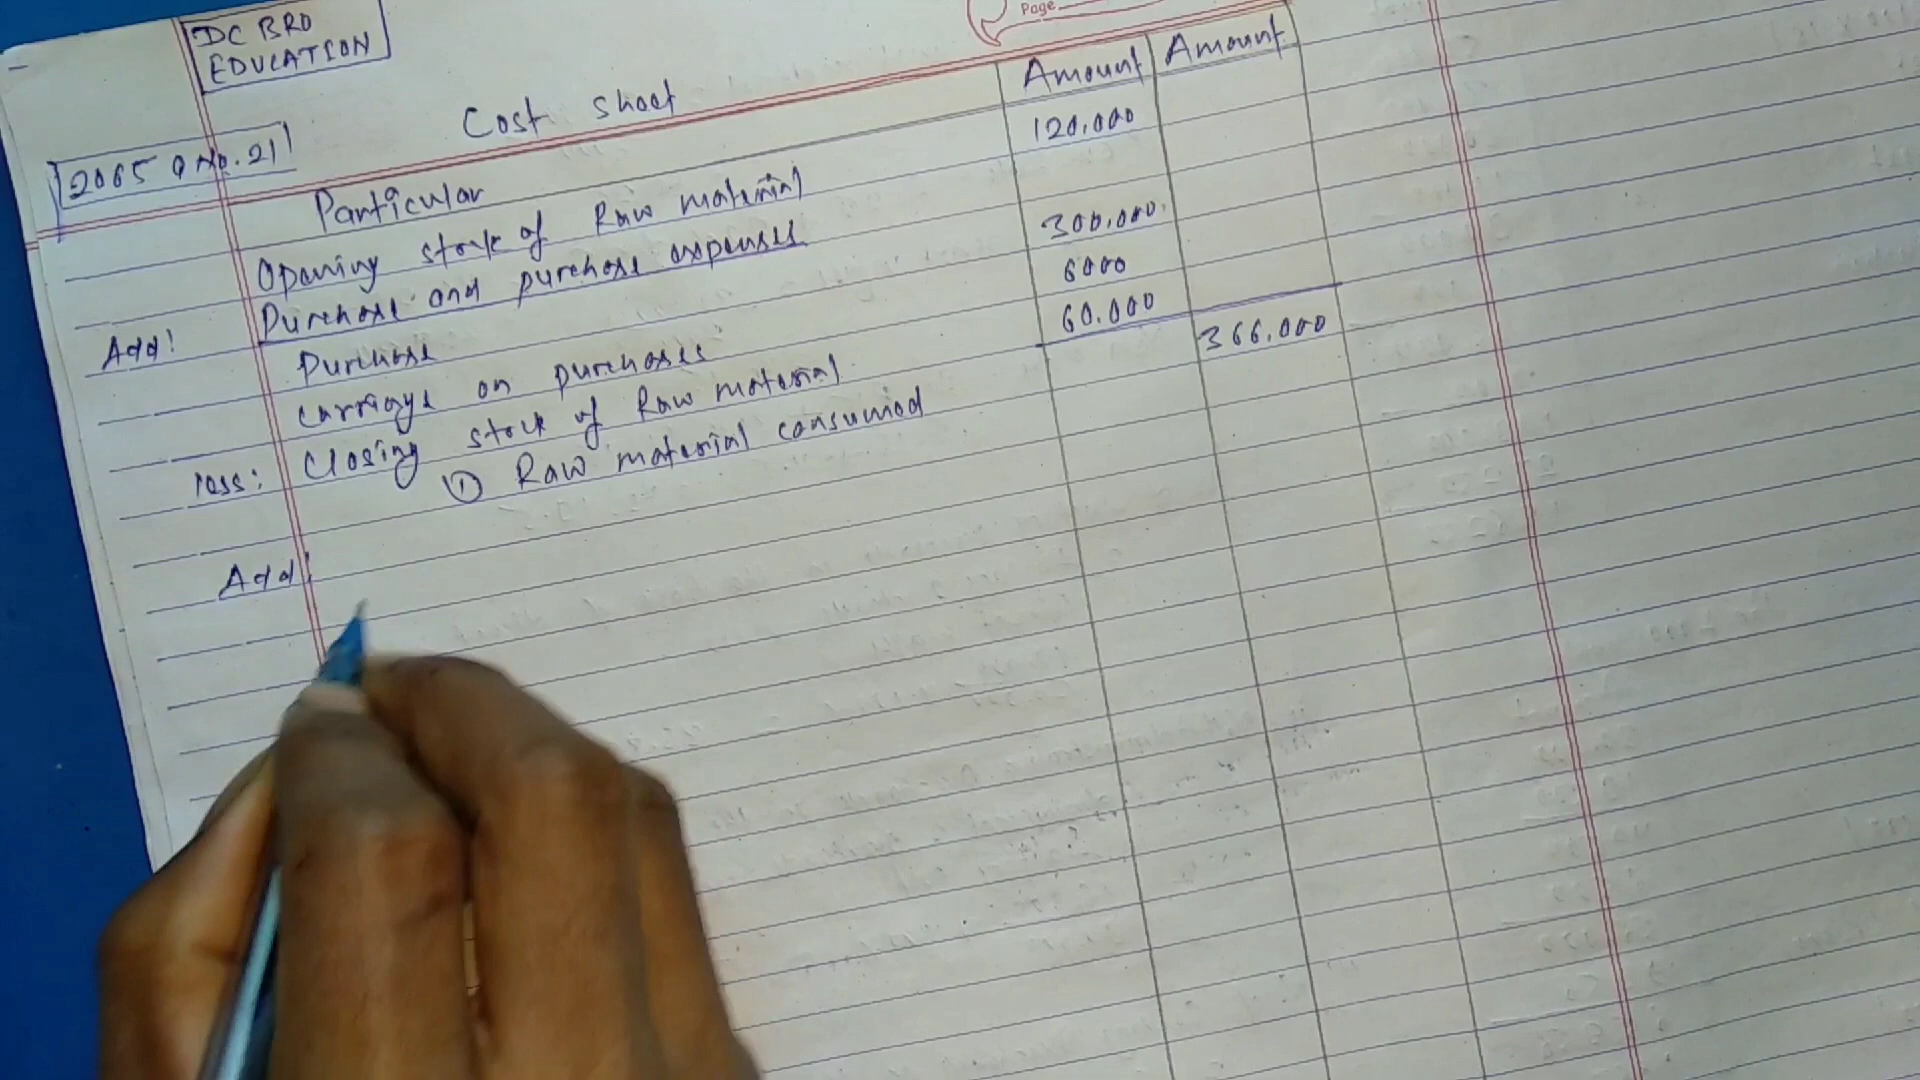 Page
DC BRO
EDUCATION
Cost sheet
2065 Q No. 21
Particular Amount Amount
Opening stock of Raw material 120,000
Add: Purchase and purchase expenses
Purchase 300,000
Carriage on purchases 6000
Less: Closing stock of Raw material 60,000
① Raw material consumed 366,000
Add: